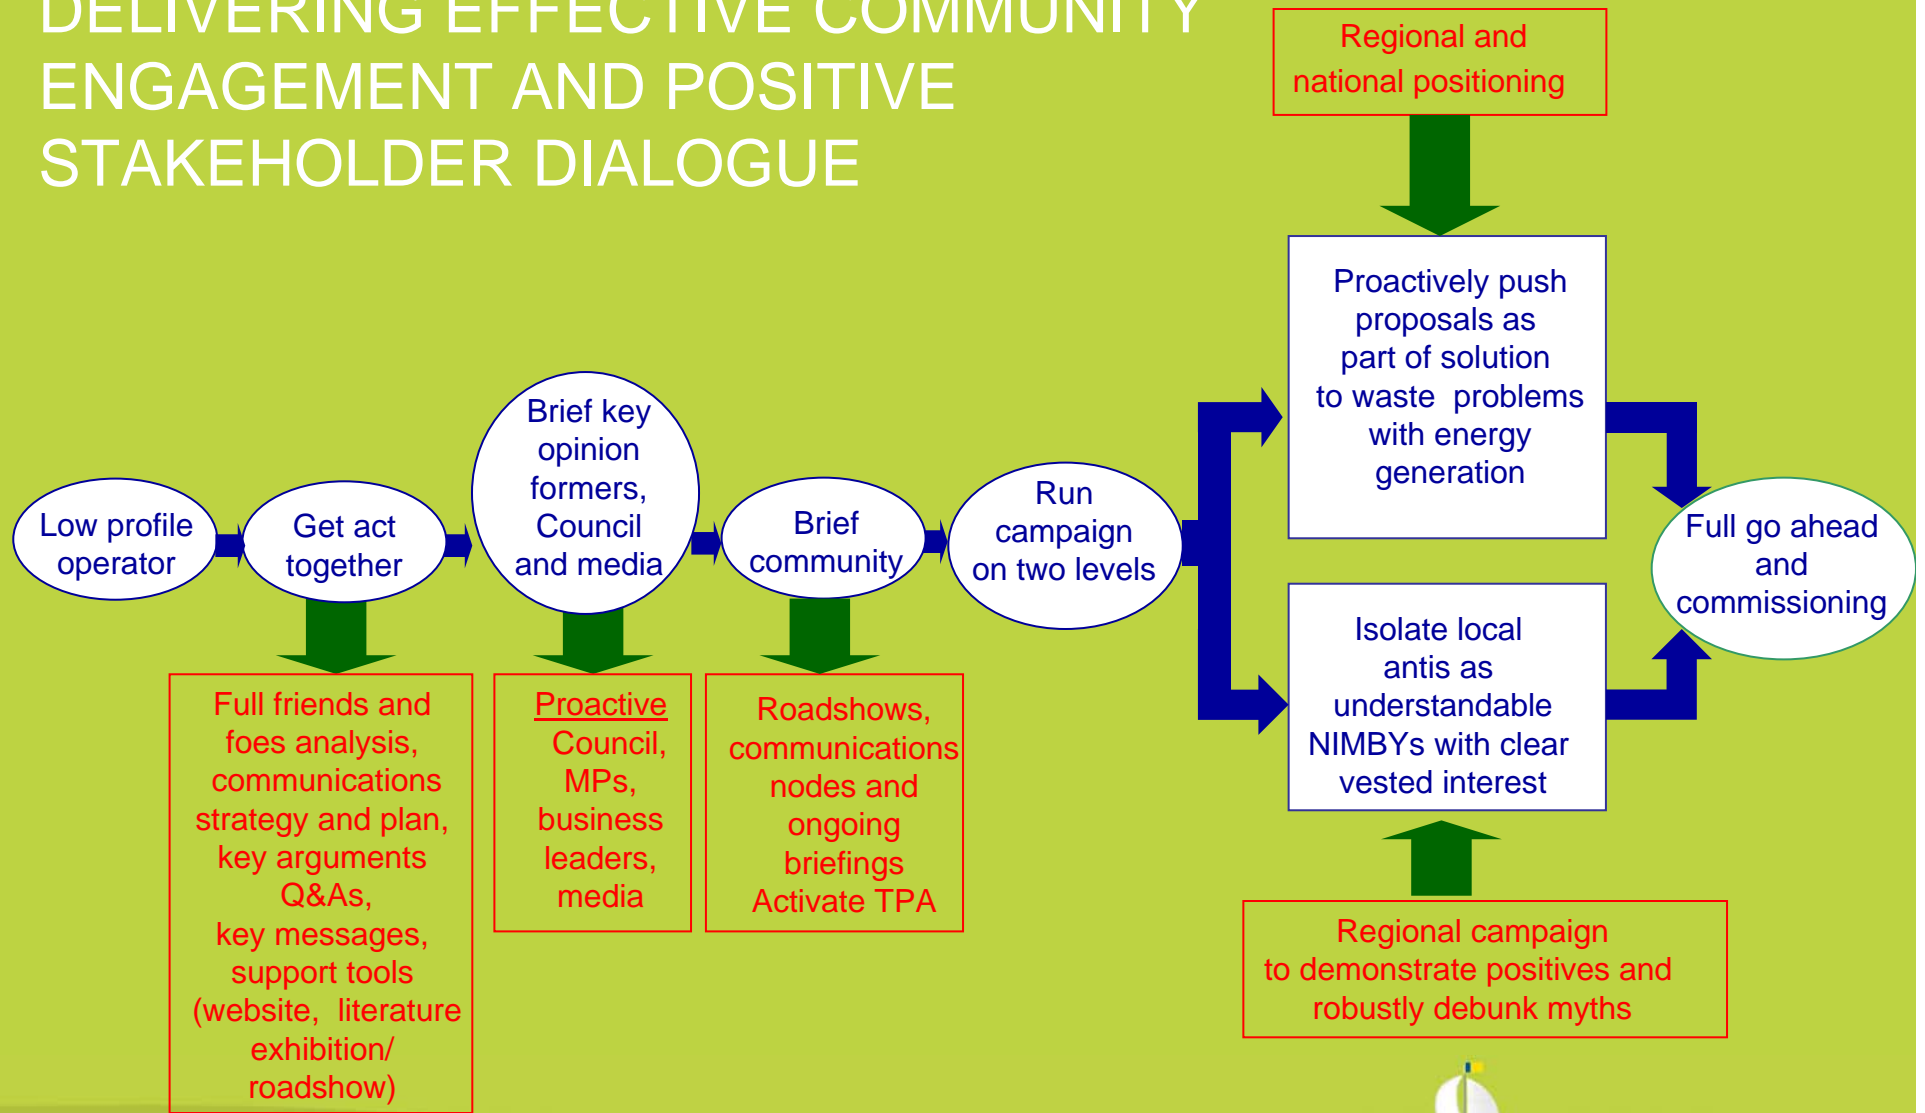 DELIVERING EFFECTIVE COMMUNITY
ENGAGEMENT AND POSITIVE
STAKEHOLDER DIALOGUE
Regional and
national positioning
Low profile
operator
Get act
together
Brief key
opinion
formers,
Council
and media
Brief
community
Run
campaign
on two levels
Proactively push
proposals as
part of solution
to waste problems
with energy
generation
Isolate local
antis as
understandable
NIMBYs with clear
vested interest
Full go ahead
and
commissioning
Full friends and
foes analysis,
communications
strategy and plan,
key arguments
Q&As,
key messages,
support tools
(website, literature
exhibition/
roadshow)
Proactive
Council,
MPs,
business
leaders,
media
Roadshows,
communications
nodes and
ongoing
briefings
Activate TPA
Regional campaign
to demonstrate positives and
robustly debunk myths